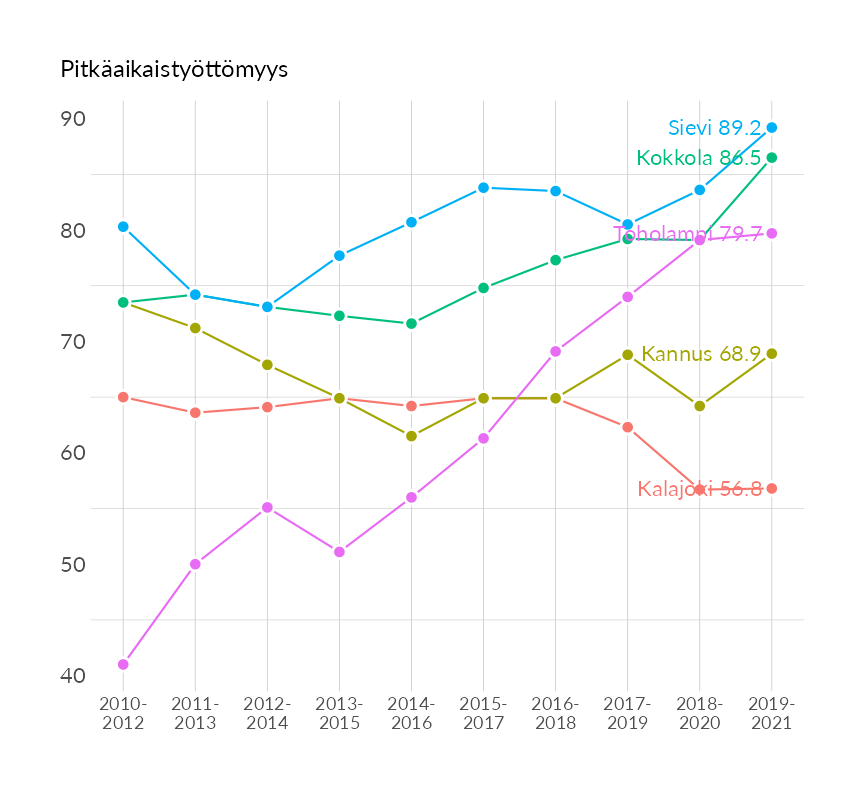 Pitkäaikaistyöttömyys
90
80
70
60
50
40
Sievi 89.2
Kokkola 86.5
Toholampi 79.7
Kannus 68.9
Kalajoki 56.8
2010- 2011- 2012- 2013- 2014- 2015- 2016- 2017- 2018- 2019-
2012 2013 2014 2015 2016 2017 2018 2019 2020 2021